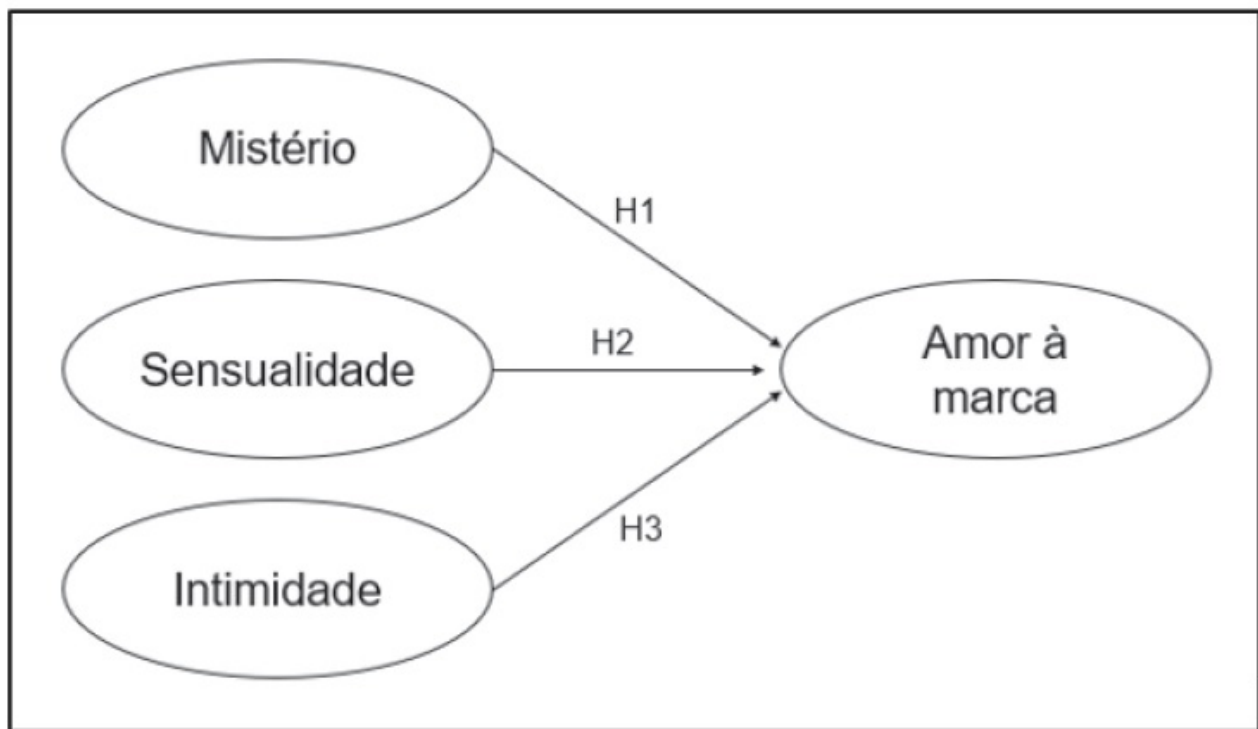 Mistério
H1
Sensualidade
H2
Amor à
marca
H3
Intimidade